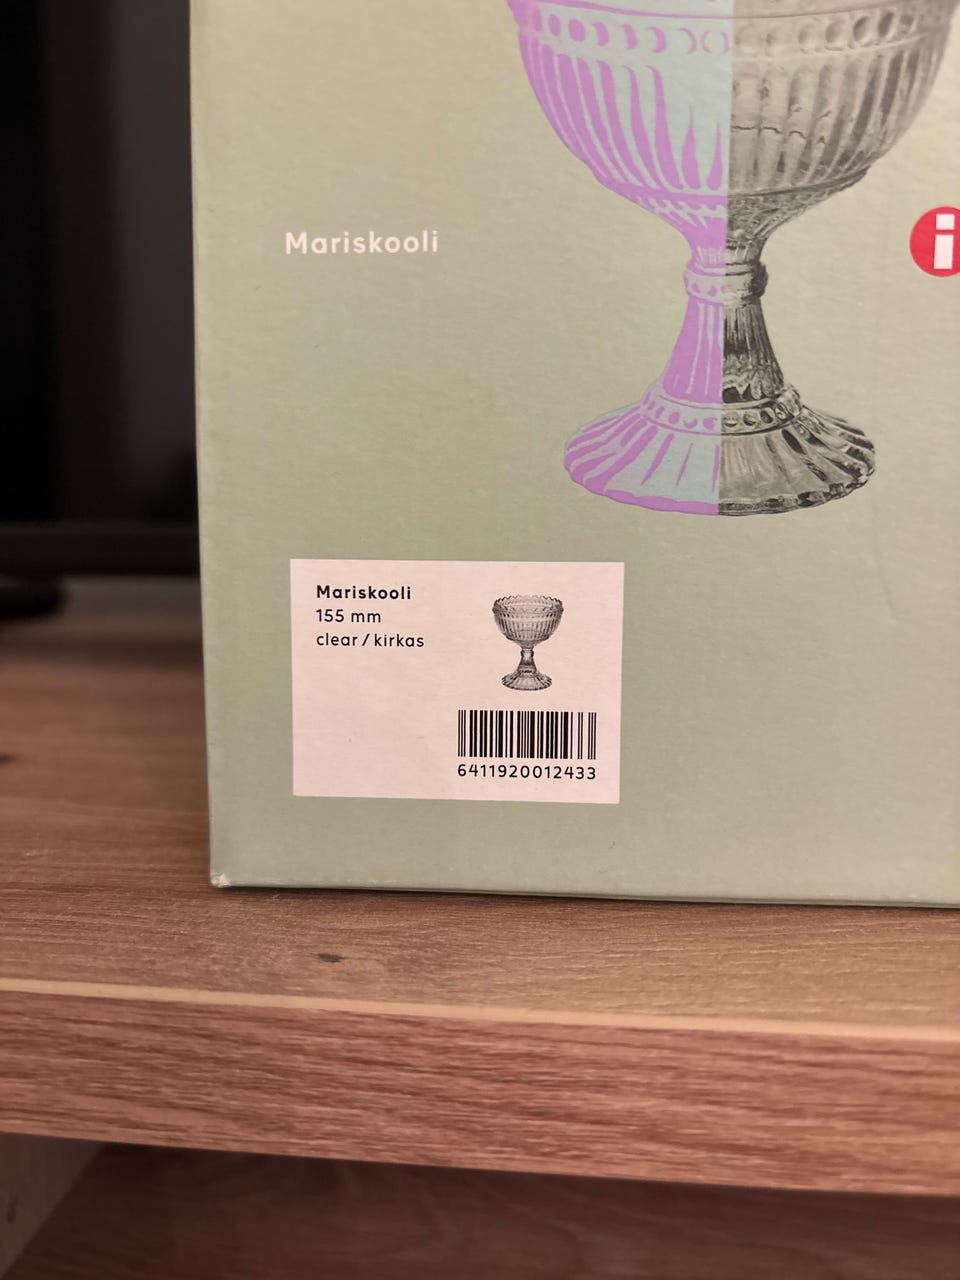 Mariskooli
i
Mariskooli
155 mm
clear / kirkas
6411920012433